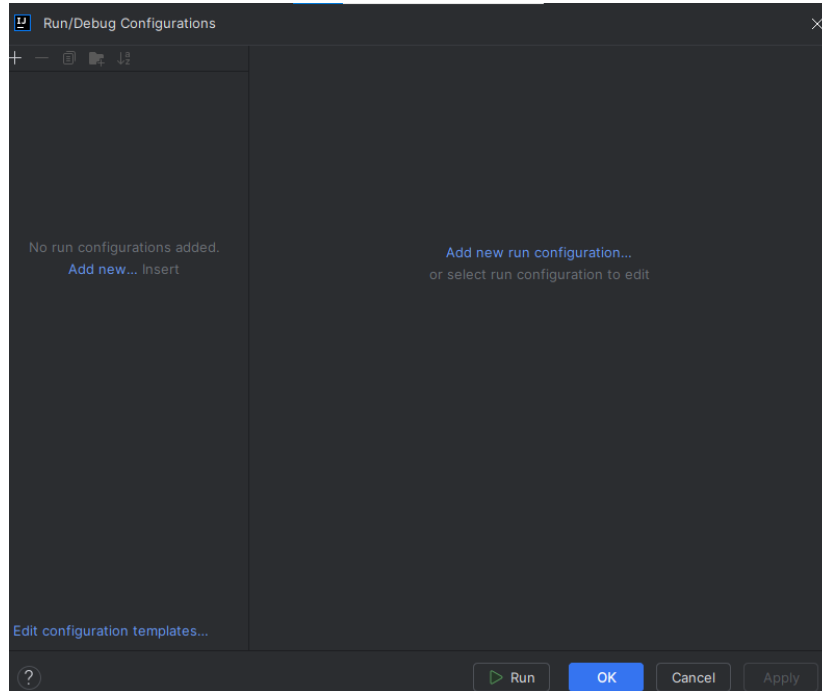 Run/Debug Configurations
No run configurations added.
Add new... Insert
Add new run configuration...
or select run configuration to edit
Edit configuration templates...
? Run OK Cancel Apply